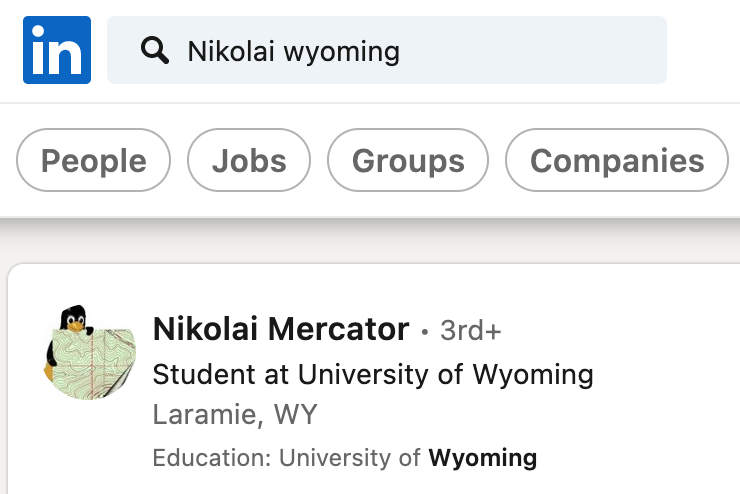 in
Nikolai wyoming
People Jobs Groups Companies
Nikolai Mercator • 3rd+
Student at University of Wyoming
Laramie, WY
Education: University of Wyoming